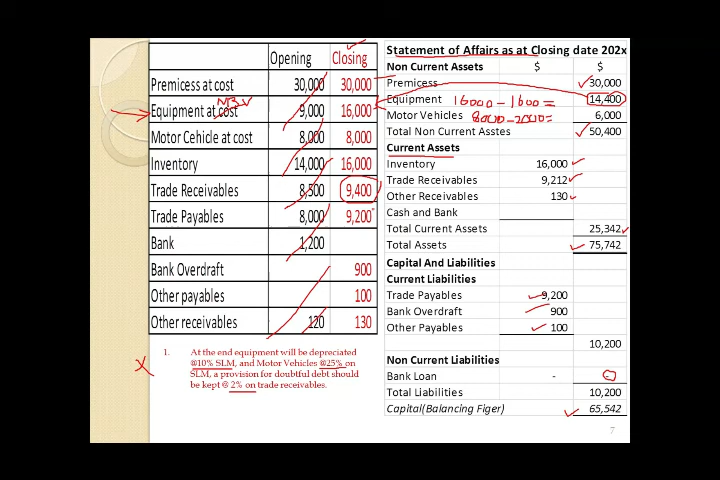 Opening Closing
Premicess at cost 30,000 30,000
Equipment at cost NBV 9,000 16,000
Motor Cehicle at cost 8,000 8,000
Inventory 14,000 16,000
Trade Receivables 8,500 9,400
Trade Payables 8,000 9,200
Bank 1,200
Bank Overdraft 900
Other payables 100
Other receivables 120 130
1. At the end equipment will be depreciated
@10% SLM, and Motor Vehicles @25% on
SLM, a provision for doubtful debt should
be kept @ 2% on trade receivables.
X
Statement of Affairs as at Closing date 202x
Non Current Assets $ $
Premicess 30,000
Equipment 16000 - 1600 = 14,400
Motor Vehicles 8000 - 2000 = 6,000
Total Non Current Asstes 50,400
Current Assets
Inventory 16,000
Trade Receivables 9,212
Other Receivables 130
Cash and Bank
Total Current Assets 25,342
Total Assets 75,742
Capital And Liabilities
Current Liabilities
Trade Payables 9,200
Bank Overdraft 900
Other Payables 100
10,200
Non Current Liabilities
Bank Loan - -
Total Liabilities 10,200
Capital(Balancing Figer) 65,542
7